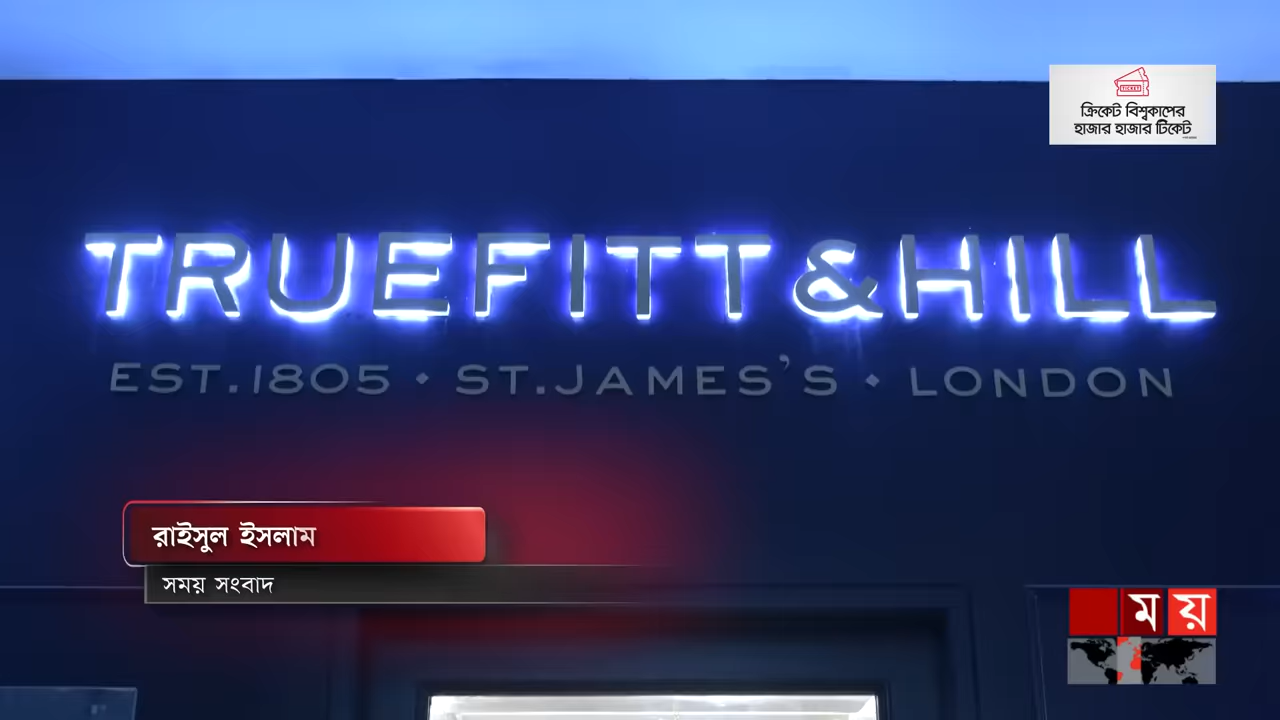 ক্রিকেট বিশ্বকাপের
হাজার হাজার টিকেট
TRUEFITT & HILL
EST.1805 • ST.JAMES'S • LONDON
রাইসুল ইসলাম
সময় সংবাদ
ময়